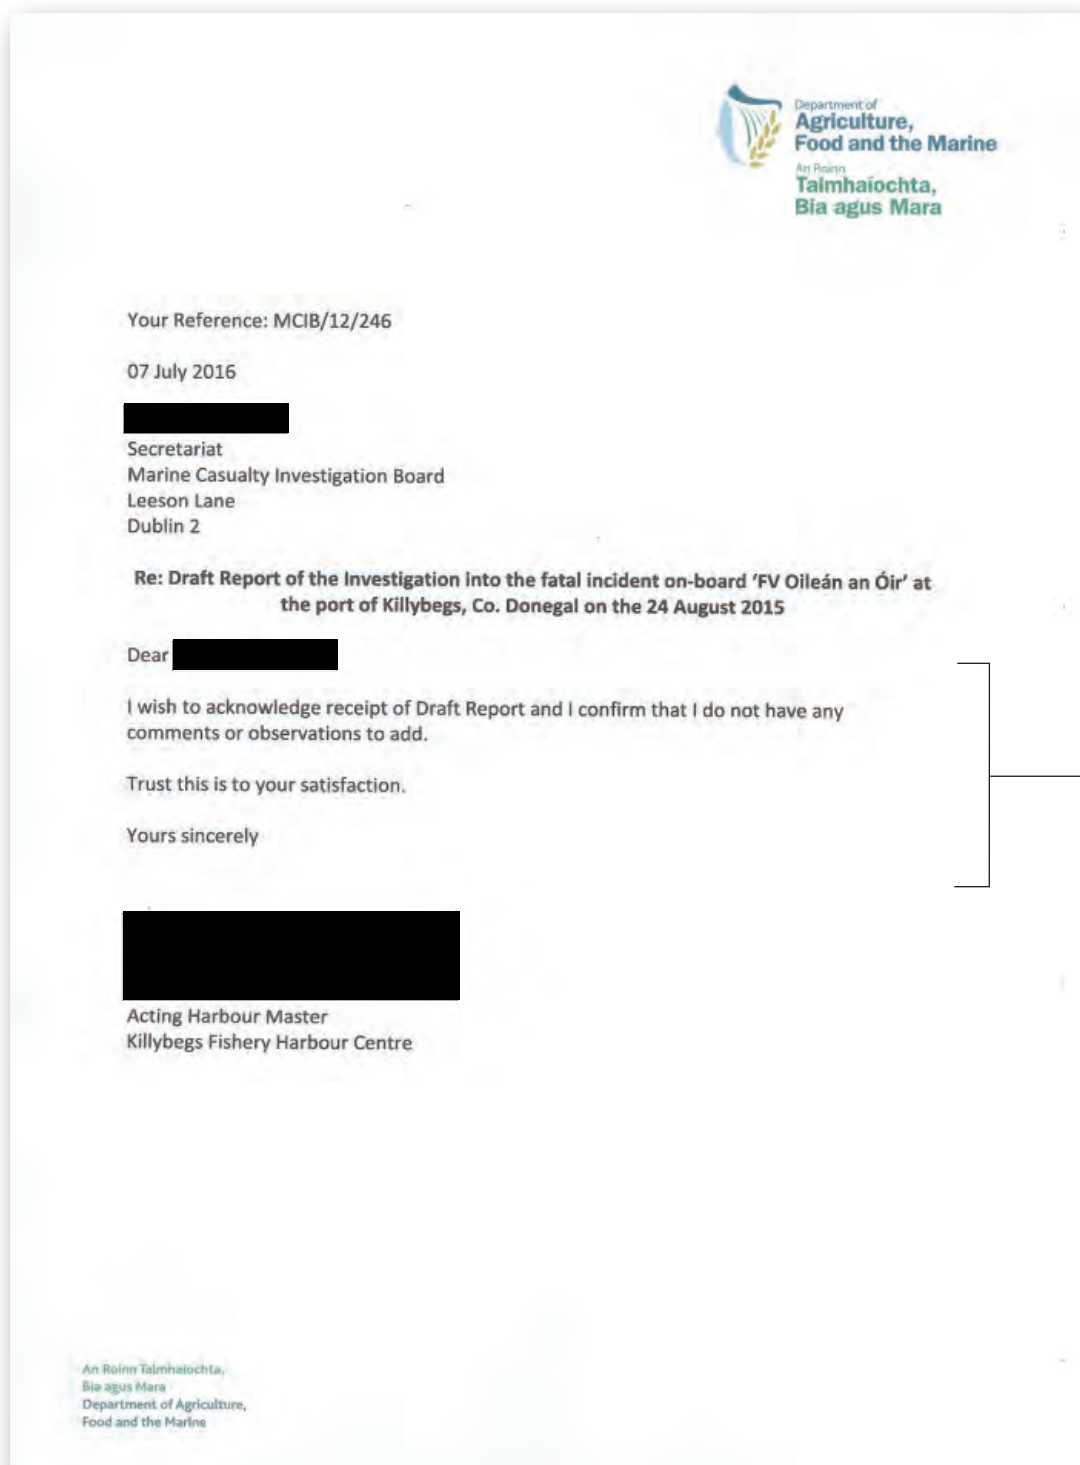 Department of
Agriculture,
Food and the Marine
An Roinn
Talmhaíochta,
Bia agus Mara
Your Reference: MCIB/12/246
07 July 2016
Secretariat
Marine Casualty Investigation Board
Leeson Lane
Dublin 2
Re: Draft Report of the Investigation into the fatal incident on-board ‘FV Oileán an Óir’ at
the port of Killybegs, Co. Donegal on the 24 August 2015
Dear
I wish to acknowledge receipt of Draft Report and I confirm that I do not have any
comments or observations to add.
Trust this is to your satisfaction.
Yours sincerely
Acting Harbour Master
Killybegs Fishery Harbour Centre
An Roinn Talmhaíochta,
Bia agus Mara
Department of Agriculture,
Food and the Marine